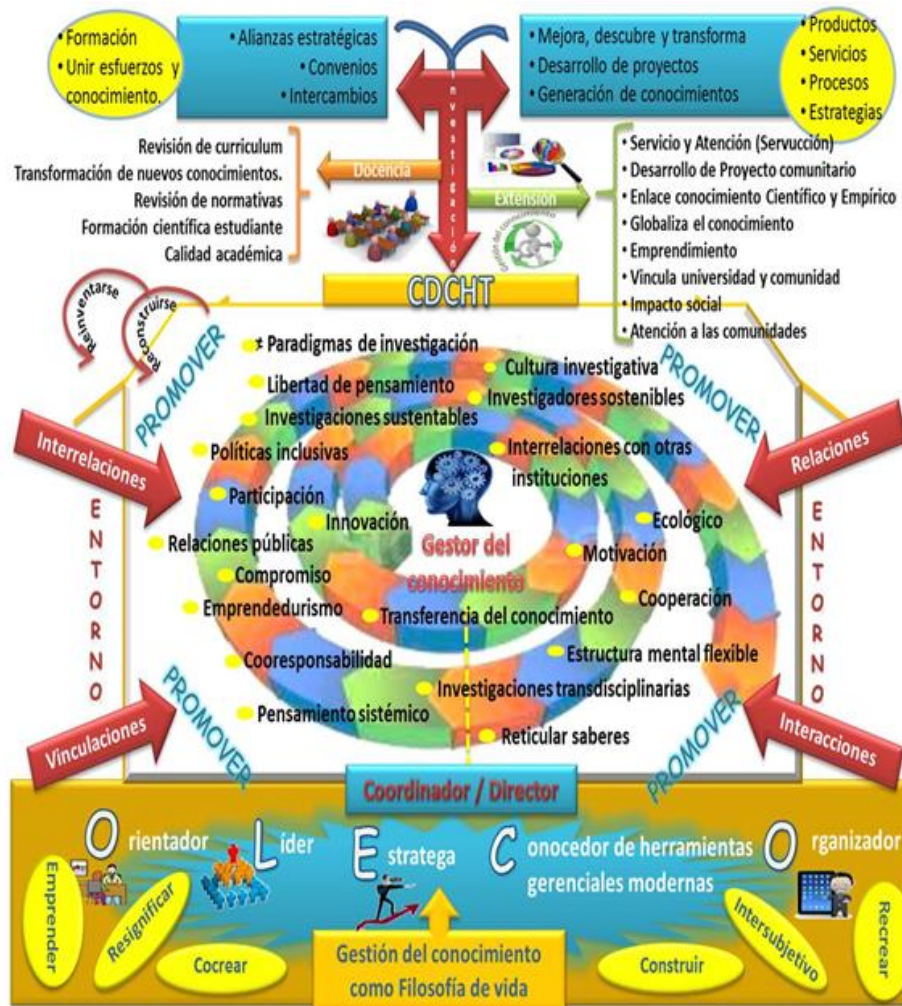 • Formación
• Unir esfuerzos y
conocimiento.
• Alianzas estratégicas
• Convenios
• Intercambios
• Mejora, descubre y transforma
• Desarrollo de proyectos
• Generación de conocimientos
• Productos
• Servicios
• Procesos
• Estrategias
Investigación
Revisión de curriculum
Transformación de nuevos conocimientos.
Revisión de normativas
Formación científica estudiante
Calidad académica
Docencia
Extensión
Gestión del conocimiento
• Servicio y Atención (Servucción)
• Desarrollo de Proyecto comunitario
• Enlace conocimiento Científico y Empírico
• Globaliza el conocimiento
• Emprendimiento
• Vincula universidad y comunidad
• Impacto social
• Atención a las comunidades
CDCHT
Reinventarse
Reconstruirse
PROMOVER
PROMOVER
≠ Paradigmas de investigación
Libertad de pensamiento
Investigaciones sustentables
Políticas inclusivas
Participación
Innovación
Relaciones públicas
Compromiso
Emprendedurismo
Transferencia del conocimiento
Cooresponsabilidad
Pensamiento sistémico
Cultura investigativa
Investigadores sostenibles
Interrelaciones con otras
instituciones
Ecológico
Motivación
Cooperación
Estructura mental flexible
Investigaciones transdisciplinarias
Reticular saberes
Gestor del
conocimiento
Interrelaciones
Relaciones
ENTORNO
ENTORNO
Vinculaciones
Interacciones
PROMOVER
PROMOVER
Coordinador / Director
Orientador
Líder
Estratega
Conocedor de herramientas
gerenciales modernas
Organizador
Emprender
Resignificar
Cocrear
Gestión del conocimiento
como Filosofía de vida
Construir
Intersubjetivo
Recrear